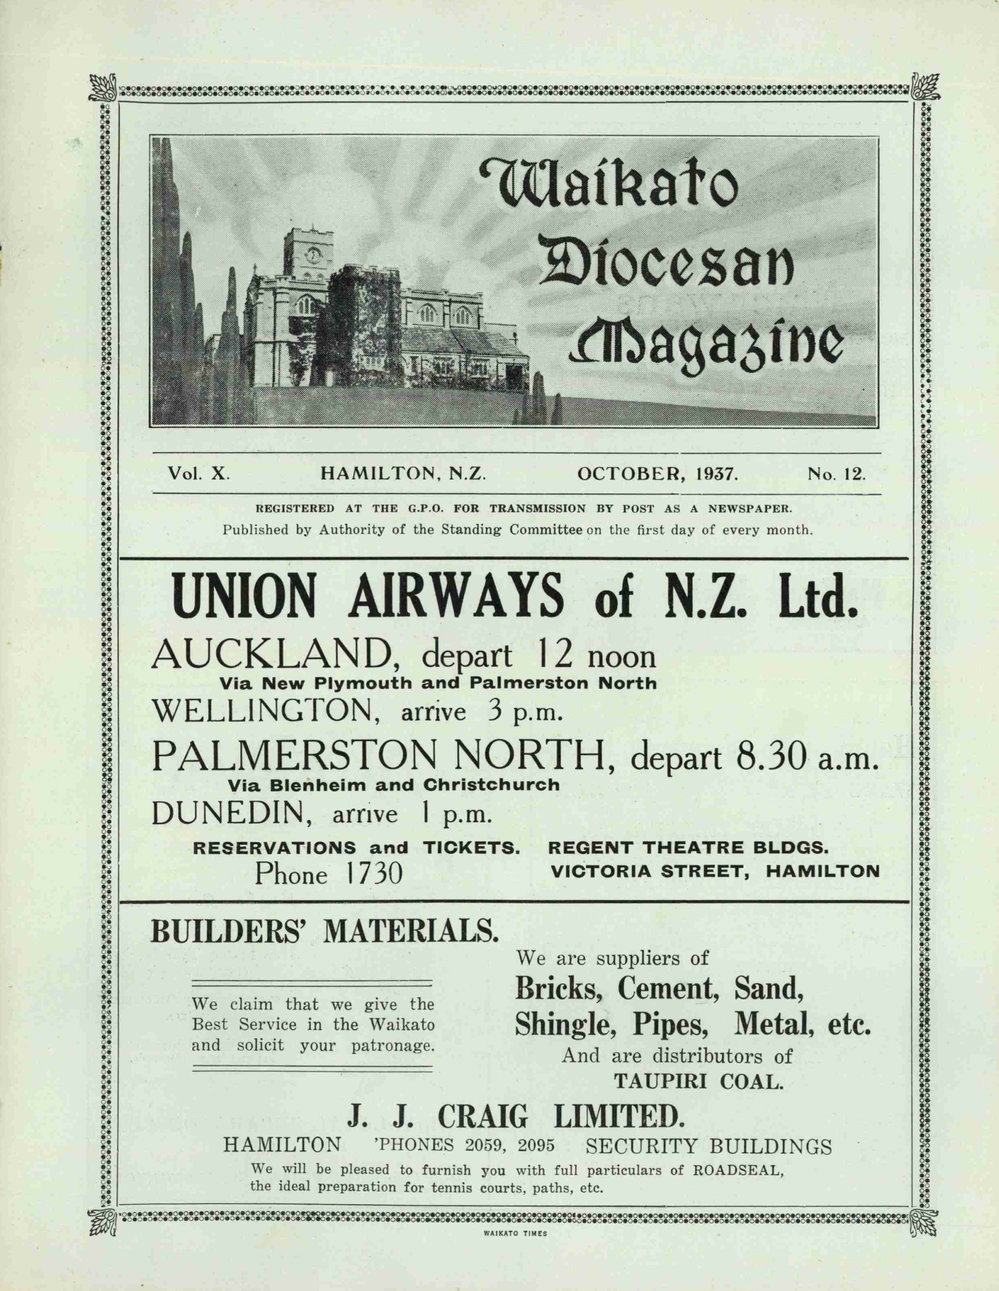 Waikato
Diocesan
Magazine
Vol. X. HAMILTON, N.Z. OCTOBER, 1937. No. 12.
REGISTERED AT THE G.P.O. FOR TRANSMISSION BY POST AS A NEWSPAPER.
Published by Authority of the Standing Committee on the first day of every month.
UNION AIRWAYS of N.Z. Ltd.
AUCKLAND, depart 12 noon
Via New Plymouth and Palmerston North
WELLINGTON, arrive 3 p.m.
PALMERSTON NORTH, depart 8.30 a.m.
Via Blenheim and Christchurch
DUNEDIN, arrive 1 p.m.
RESERVATIONS and TICKETS. REGENT THEATRE BLDGS.
Phone 1730 VICTORIA STREET, HAMILTON
BUILDERS' MATERIALS.
We claim that we give the
Best Service in the Waikato
and solicit your patronage.
We are suppliers of
Bricks, Cement, Sand,
Shingle, Pipes, Metal, etc.
And are distributors of
TAUPIRI COAL.
J. J. CRAIG LIMITED.
HAMILTON 'PHONES 2059, 2095 SECURITY BUILDINGS
We will be pleased to furnish you with full particulars of ROADSEAL,
the ideal preparation for tennis courts, paths, etc.
WAIKATO TIMES